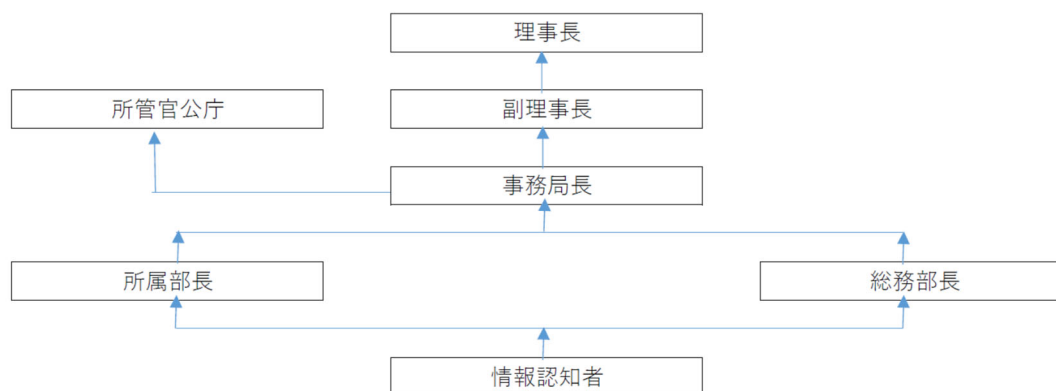 理事長
所管官公庁
副理事長
事務局長
所属部長
総務部長
情報認知者